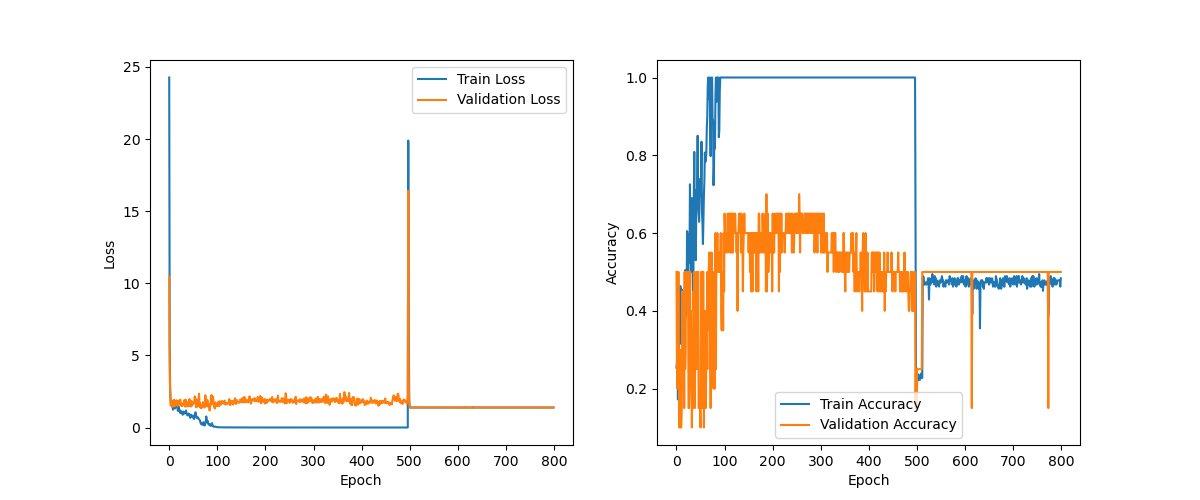 25
20
15
10
5
0
Loss
0 100 200 300 400 500 600 700 800
Epoch
Train Loss
Validation Loss
1.0
0.8
0.6
0.4
0.2
Accuracy
0 100 200 300 400 500 600 700 800
Epoch
Train Accuracy
Validation Accuracy